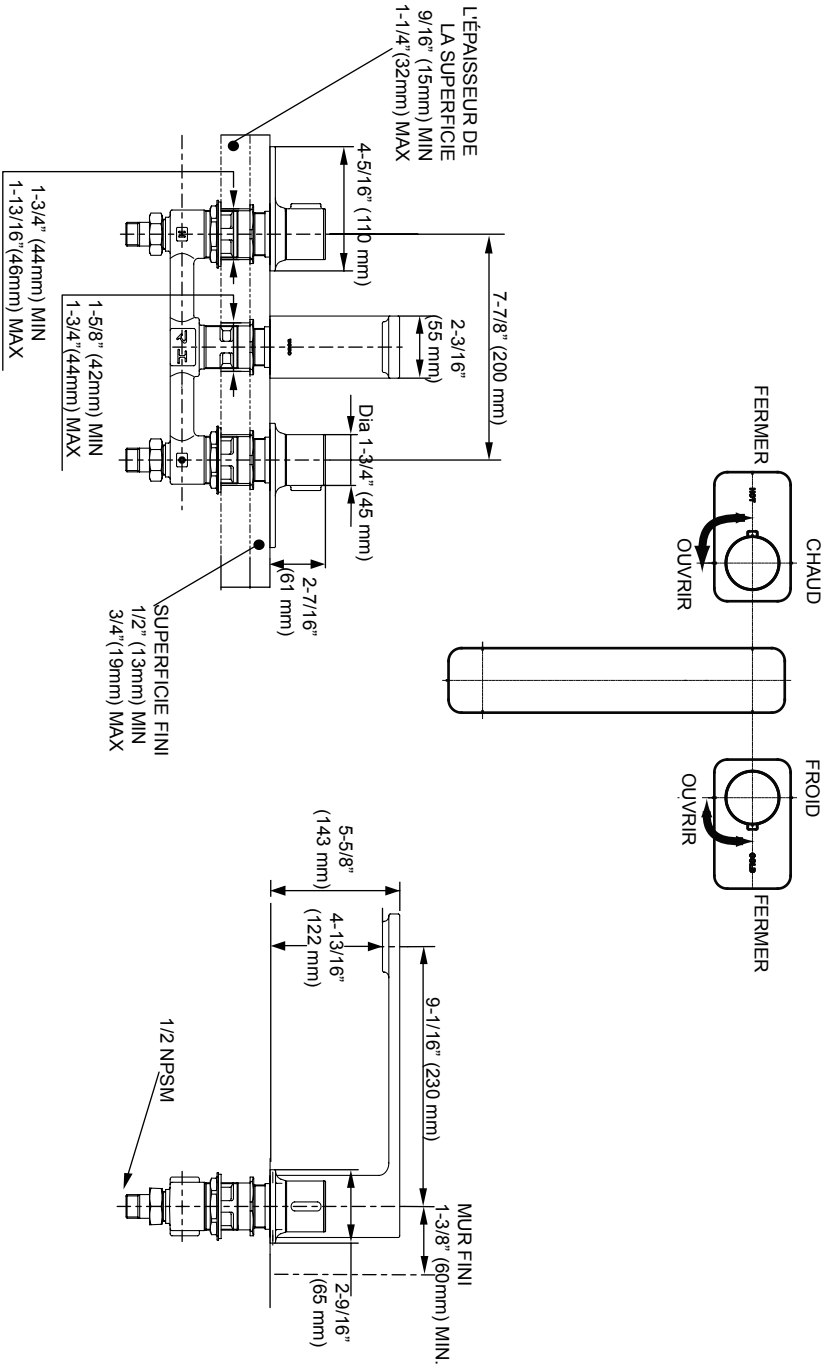 FERMER
CHAUD
OUVRIR
HOT
FROID
OUVRIR
COLD
FERMER
L'ÉPAISSEUR DE
LA SUPERFICIE
9/16" (15mm) MIN
1-1/4"(32mm) MAX
7-7/8" (200 mm)
4-5/16" (110 mm)
2-3/16"
(55 mm)
Dia 1-3/4" (45 mm)
2-7/16"
(61 mm)
SUPERFICIE FINI
1/2" (13mm) MIN
3/4"(19mm) MAX
1-5/8" (42mm) MIN
1-3/4"(44mm) MAX
1-3/4" (44mm) MIN
1-13/16"(46mm) MAX
MUR FINI
1-3/8" (60mm) MIN.
9-1/16" (230 mm)
5-5/8"
(143 mm)
4-13/16"
(122 mm)
2-9/16"
(65 mm)
1/2 NPSM